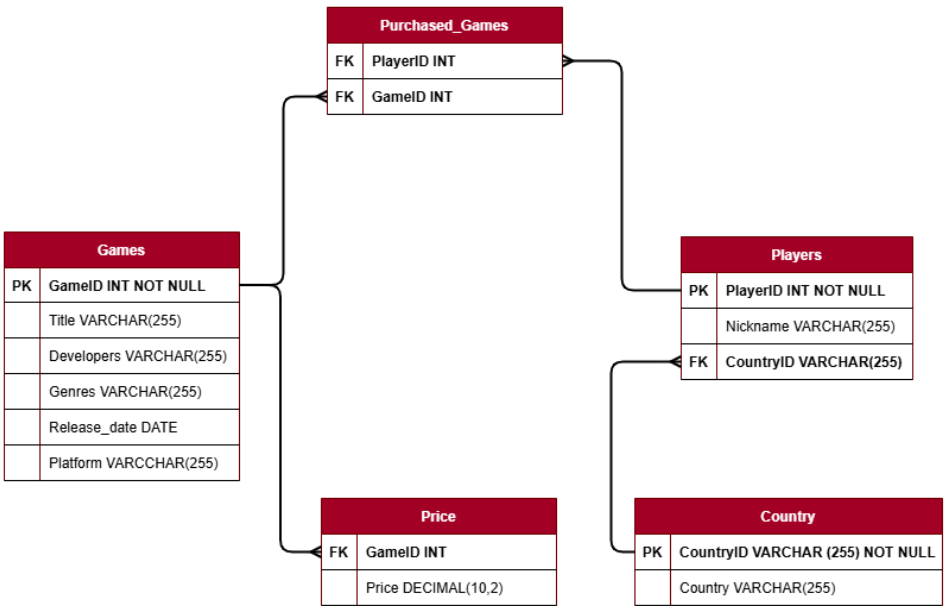 Purchased_Games
FK PlayerID INT
FK GameID INT
Games
PK GameID INT NOT NULL
Title VARCHAR(255)
Developers VARCHAR(255)
Genres VARCHAR(255)
Release_date DATE
Platform VARCCHAR(255)
Players
PK PlayerID INT NOT NULL
Nickname VARCHAR(255)
FK CountryID VARCHAR(255)
Price
FK GameID INT
Price DECIMAL(10,2)
Country
PK CountryID VARCHAR (255) NOT NULL
Country VARCHAR(255)